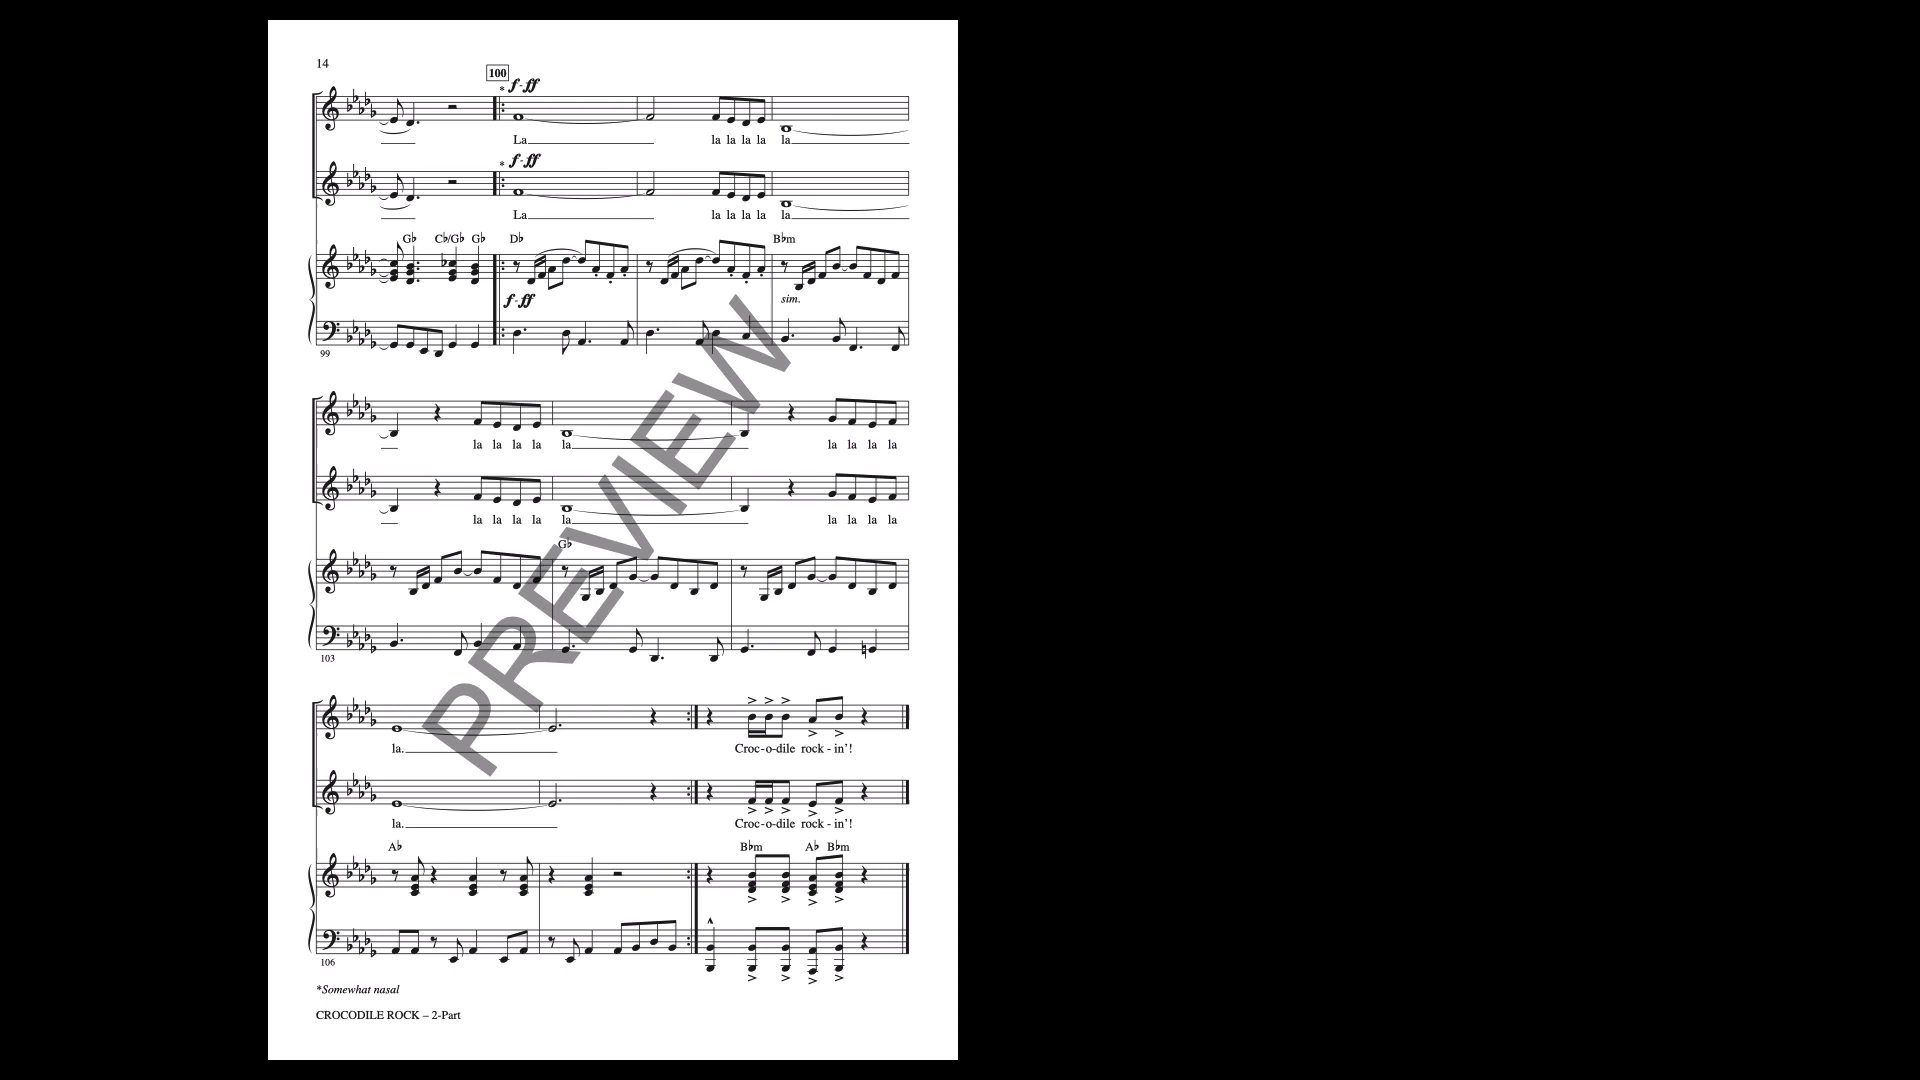 14
100
* f-ff
La la la la la la
* f-ff
La la la la la la
G♭ C♭/G♭ G♭ D♭ B♭m
f-ff
sim.
99
la la la la la la la la la
la la la la la la la la la
G♭
103
la. Croc-o-dile rock-in'!
la. Croc-o-dile rock-in'!
A♭ B♭m A♭ B♭m
106
*Somewhat nasal
CROCODILE ROCK – 2-Part
PREVIEW